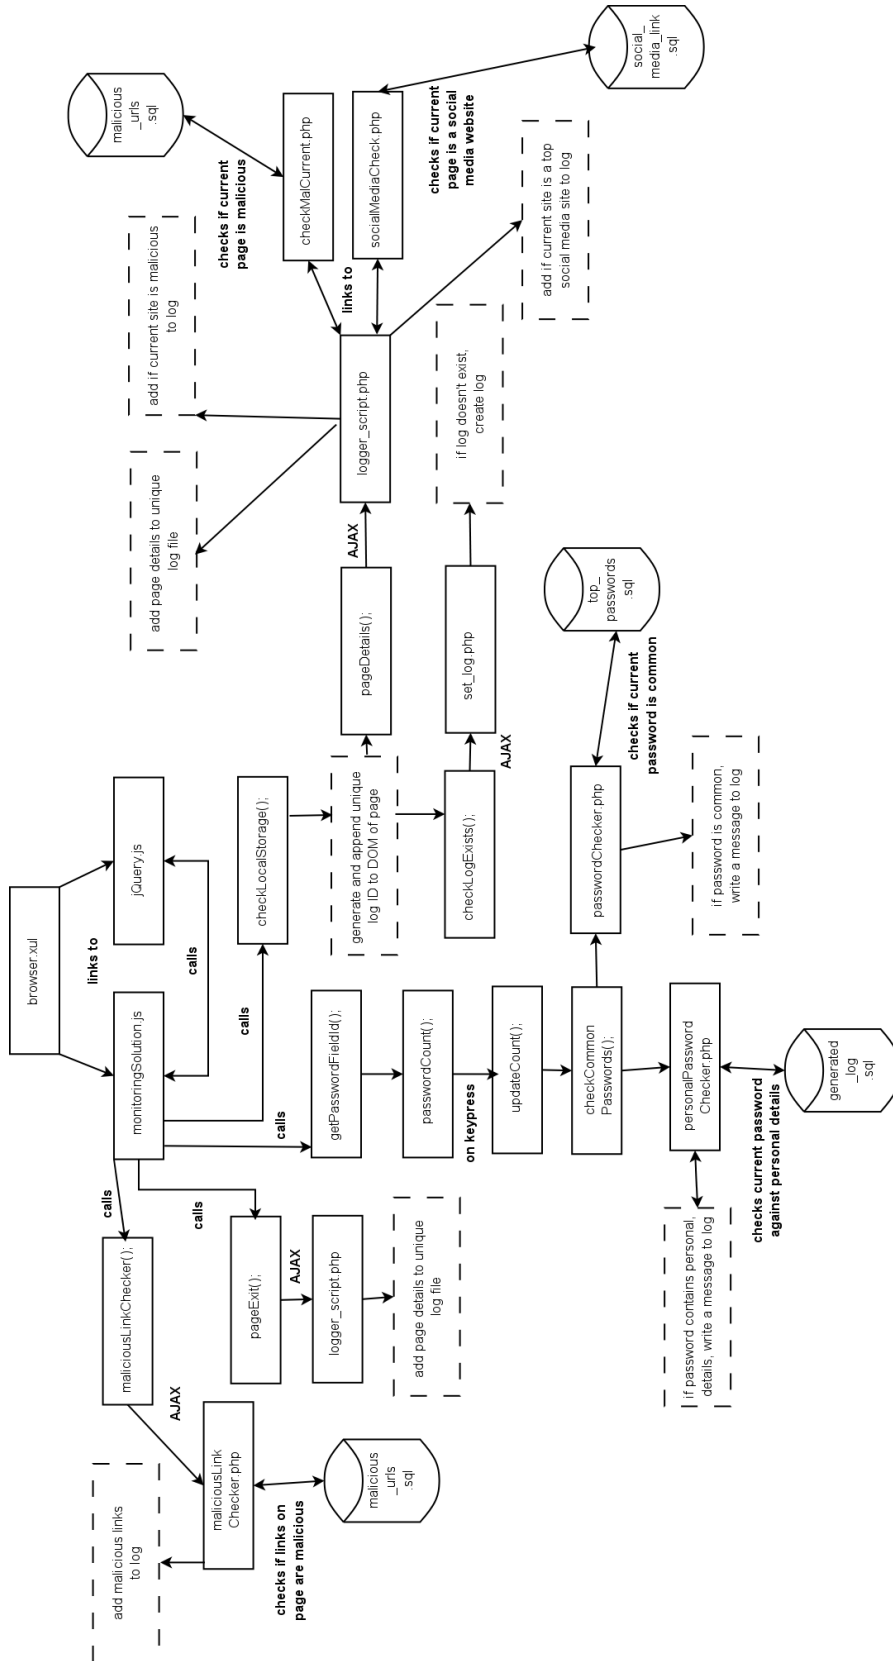 browser.xul
links to
monitoringSolution.js
jQuery.js
calls
calls
maliciousLinkChecker();
AJAX
add malicious links
to log
maliciousLink
Checker.php
checks if links on
page are malicious
malicious
_urls
.sql
calls
pageExit();
AJAX
logger_script.php
add page details to unique
log file
calls
getPasswordFieldId();
passwordCount();
on keypress
updateCount();
checkCommon
Passwords();
personalPassword
Checker.php
if password contains personal,
details, write a message to log
checks current password
against personal details
generated
_log
.sql
passwordChecker.php
if password is common,
write a message to log
checks if current
password is common
top_
passwords
.sql
calls
checkLocalStorage();
generate and append unique
log ID to DOM of page
checkLogExists();
AJAX
set_log.php
if log doesn't exist,
create log
pageDetails();
AJAX
logger_script.php
add page details to unique
log file
add if current site is malicious
to log
links to
checkMalCurrent.php
checks if current
page is malicious
malicious
_urls
.sql
socialMediaCheck.php
checks if current
page is a social
media website
social_
media_link
.sql
add if current site is a top
social media site to log